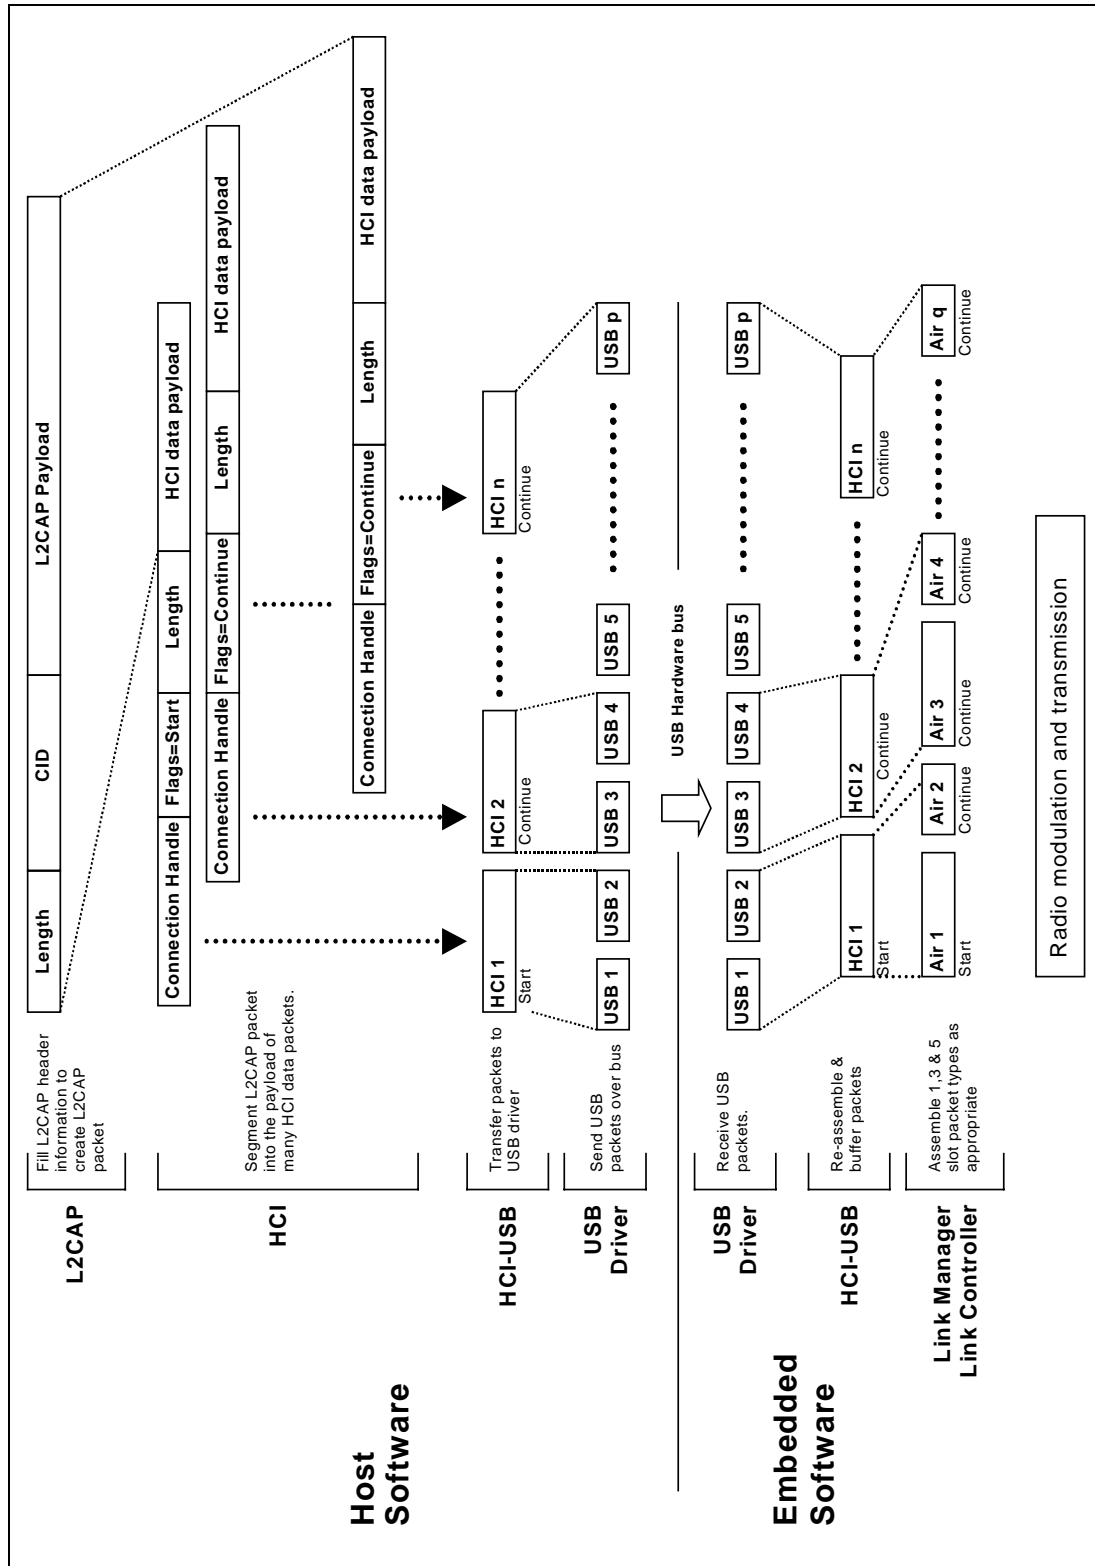 L2CAP
Fill L2CAP header
information to
create L2CAP
packet
Length
CID
L2CAP Payload
HCI
Segment L2CAP packet
into the payload of
many HCI data packets.
Connection Handle
Flags=Start
Length
HCI data payload
Connection Handle
Flags=Continue
Length
HCI data payload
Connection Handle
Flags=Continue
Length
HCI data payload
Host
Software
HCI-USB
Transfer packets to
USB driver
HCI 1
Start
HCI 2
Continue
HCI n
Continue
USB
Driver
Send USB
packets over bus
USB 1
USB 2
USB 3
USB 4
USB 5
USB p
USB Hardware bus
Embedded
Software
USB
Driver
Receive USB
packets.
USB 1
USB 2
USB 3
USB 4
USB 5
USB p
HCI-USB
Re-assemble &
buffer packets
HCI 1
Start
HCI 2
Continue
HCI n
Continue
Link Manager
Link Controller
Assemble 1,3 & 5
slot packet types as
appropriate
Air 1
Start
Air 2
Continue
Air 3
Continue
Air 4
Continue
Air q
Continue
Radio modulation and transmission